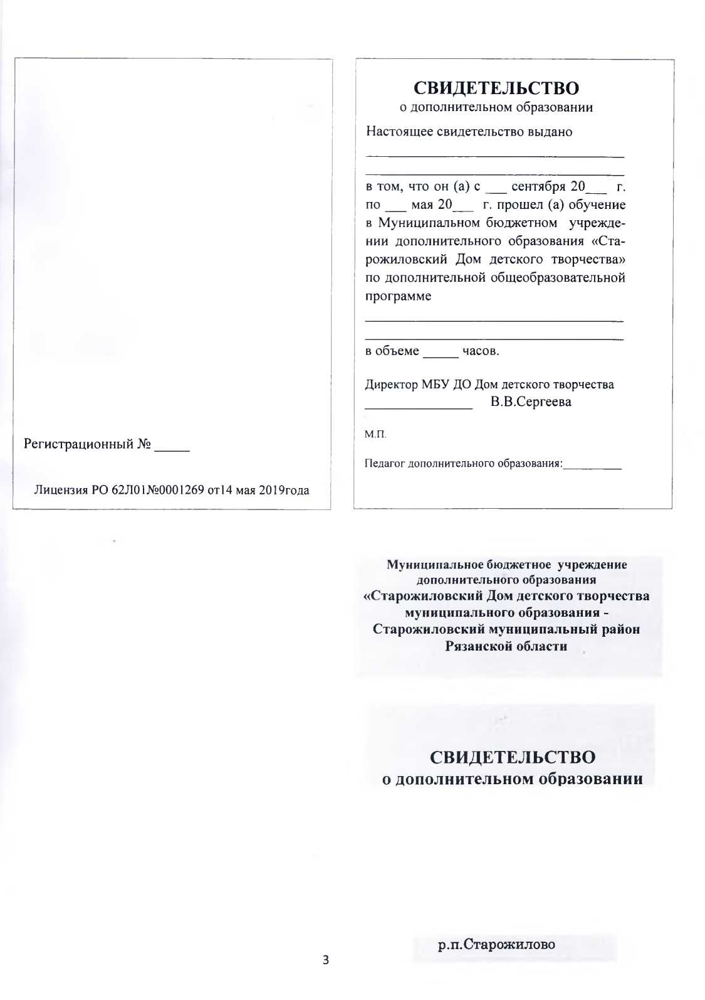 Регистрационный № _____
Лицензия РО 62Л01№0001269 от14 мая 2019года
СВИДЕТЕЛЬСТВО
о дополнительном образовании
Настоящее свидетельство выдано
_____________________________________
_____________________________________
в том, что он (а) с ___ сентября 20___ г.
по ___ мая 20___ г. прошел (а) обучение
в Муниципальном бюджетном учрежде-
нии дополнительного образования «Ста-
рожиловский Дом детского творчества»
по дополнительной общеобразовательной
программе
_____________________________________
_____________________________________
в объеме _____ часов.
Директор МБУ ДО Дом детского творчества
_______________ В.В.Сергеева
М.П.
Педагог дополнительного образования:__________
Муниципальное бюджетное учреждение
дополнительного образования
«Старожиловский Дом детского творчества
муниципального образования -
Старожиловский муниципальный район
Рязанской области
СВИДЕТЕЛЬСТВО
о дополнительном образовании
р.п.Старожилово
3